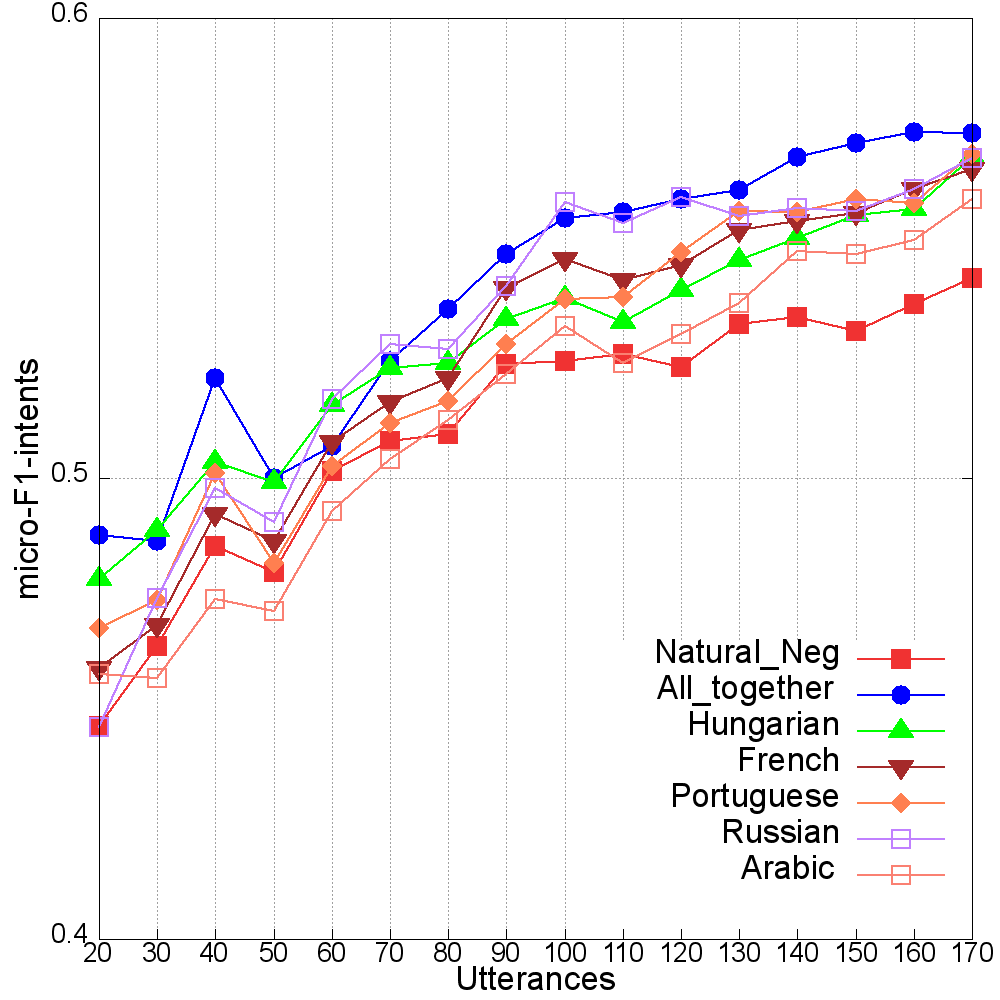 0.6
0.5
0.4
micro-F1-intents
Natural_Neg
All_together
Hungarian
French
Portuguese
Russian
Arabic
20 30 40 50 60 70 80 90 100 110 120 130 140 150 160 170
Utterances